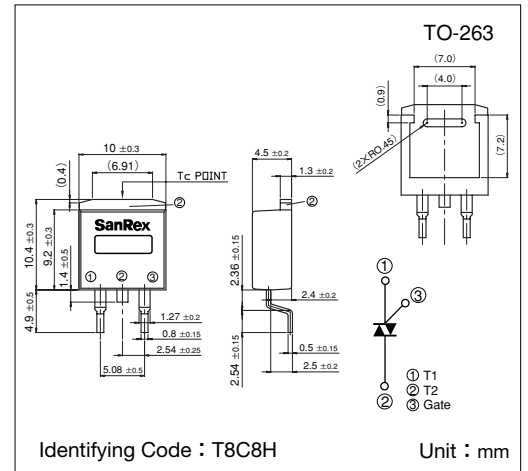 TO-263
(7.0)
(4.0)
(0.9)
(7.2)
(2×R0.45)
10 ±0.3
(6.91)
(0.4)
Tc POINT
②
4.5 ±0.2
1.3 ±0.2
②
SanRex
① ② ③
10.4 ±0.3
9.2 ±0.3
1.4 ±0.5
4.9 ±0.5
1.27 ±0.2
0.8 ±0.15
2.54 ±0.25
5.08 ±0.5
2.36 ±0.15
2.4 ±0.2
2.54 ±0.15
0.5 ±0.15
2.5 ±0.2
①
③
②
① T1
② T2
③ Gate
Identifying Code：T8C8H
Unit：mm